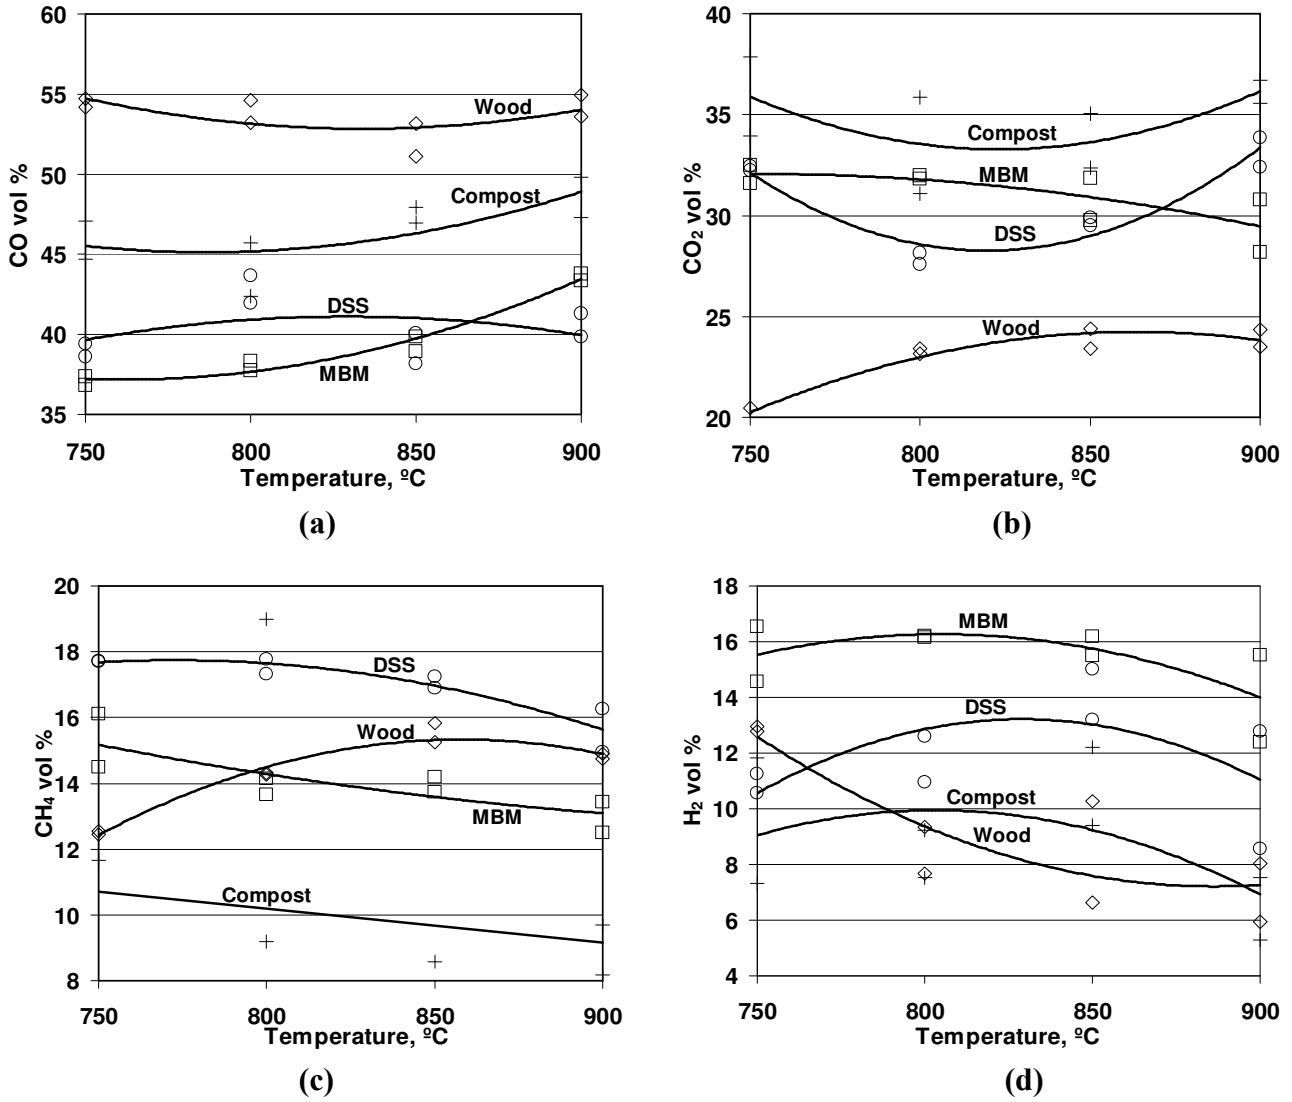 60
55
50
45
40
35
CO vol %
Wood
Compost
DSS
MBM
750 800 850 900
Temperature, ºC
(a)
40
35
30
25
20
CO2 vol %
Compost
MBM
DSS
Wood
750 800 850 900
Temperature, ºC
(b)
20
18
16
14
12
10
8
CH4 vol %
DSS
Wood
MBM
Compost
750 800 850 900
Temperature, ºC
(c)
18
16
14
12
10
8
6
4
H2 vol %
MBM
DSS
Compost
Wood
750 800 850 900
Temperature, ºC
(d)